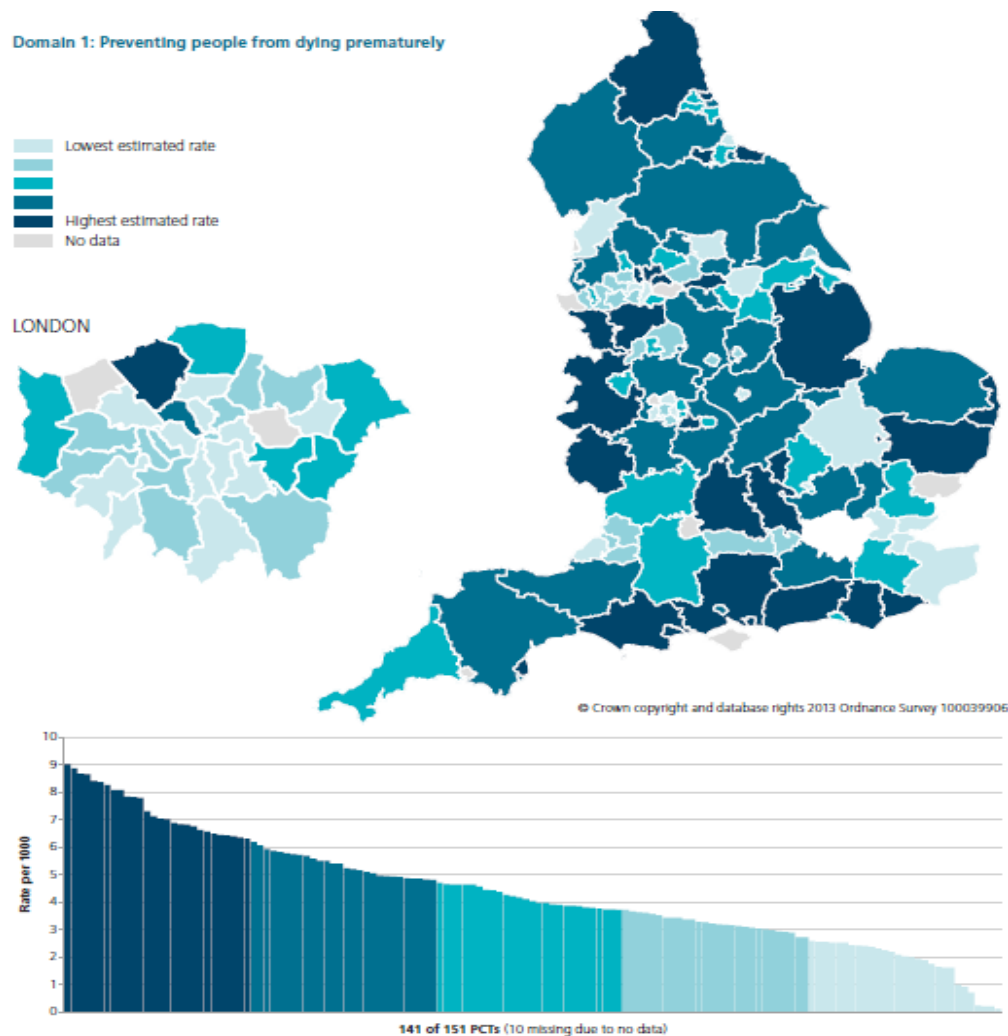 Domain 1: Preventing people from dying prematurely
Lowest estimated rate
Highest estimated rate
No data
LONDON
© Crown copyright and database rights 2013 Ordnance Survey 100039906
10
9
8
7
6
5
4
3
2
1
0
Rate per 1000
141 of 151 PCTs (10 missing due to no data)